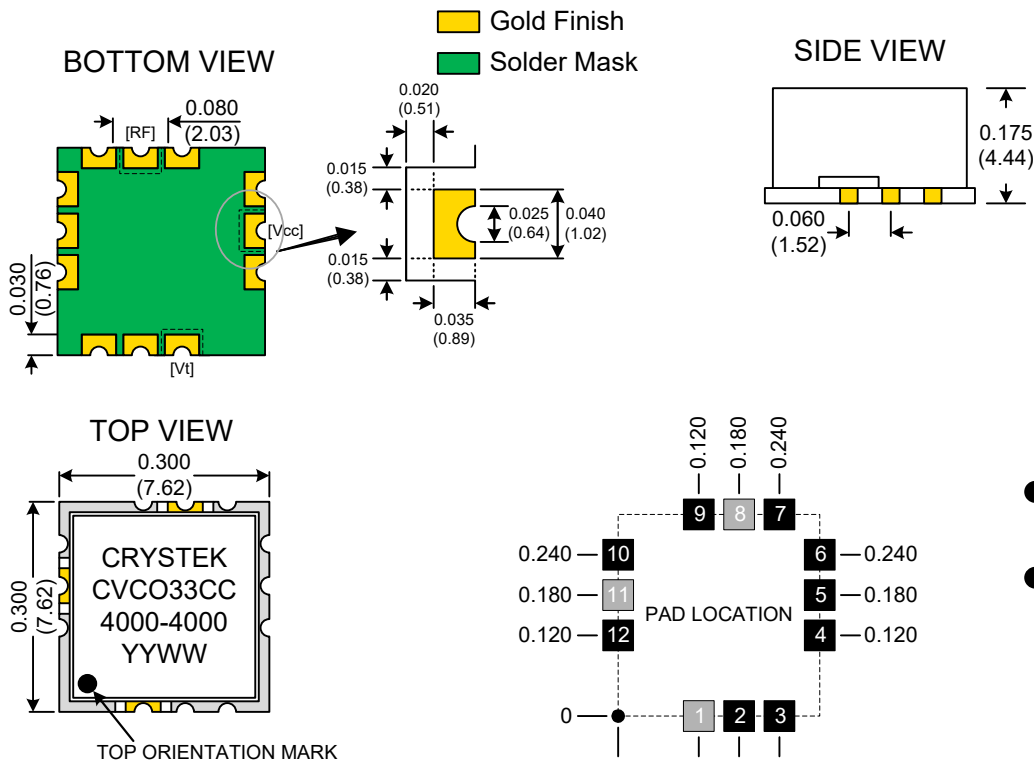 Gold Finish
Solder Mask
BOTTOM VIEW
0.080
(2.03)
[RF]
[Vcc]
0.030
(0.76)
[Vt]
0.020
(0.51)
0.015
(0.38)
0.025
(0.64)
0.040
(1.02)
0.015
(0.38)
0.035
(0.89)
SIDE VIEW
0.175
(4.44)
0.060
(1.52)
TOP VIEW
0.300
(7.62)
0.300
(7.62)
CRYSTEK
CVCO33CC
4000-4000
YYWW
TOP ORIENTATION MARK
0.120
0.180
0.240
9 8 7
0.240 10 6 0.240
0.180 11 5 0.180
PAD LOCATION
0.120 12 4 0.120
0 1 2 3